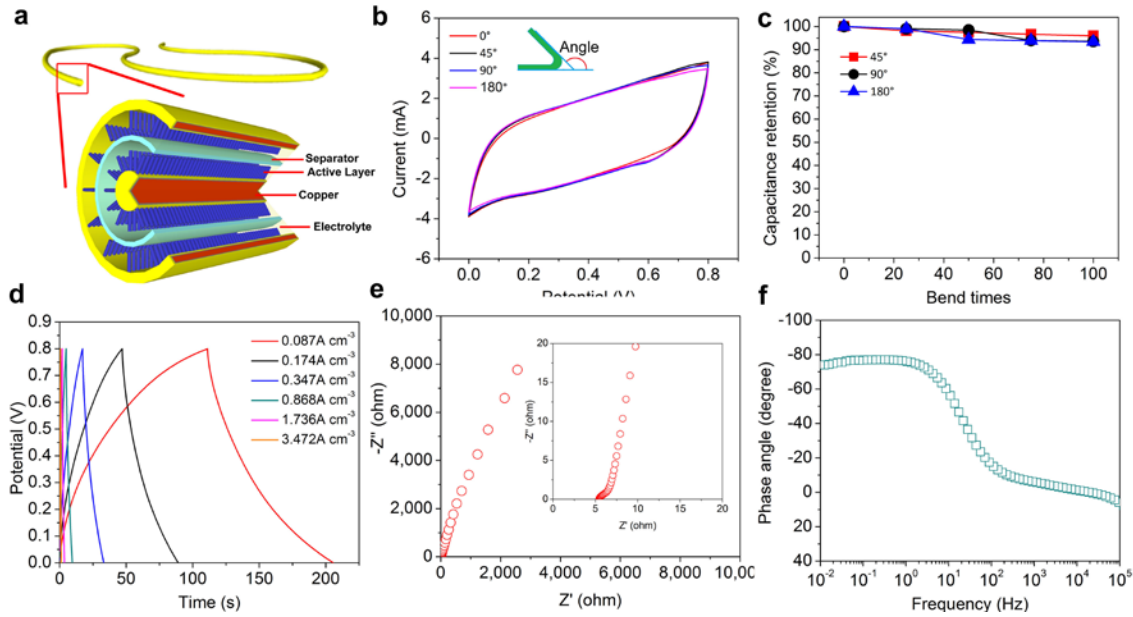 a
Separator
Active Layer
Copper
Electrolyte
b
0°
45°
90°
180°
Angle
Current (mA)
6
4
2
0
-2
-4
-6
0.0 0.2 0.4 0.6 0.8
Potential (V)
c
Capacitance retention (%)
100
90
80
70
60
50
40
30
20
10
0
45°
90°
180°
0 20 40 60 80 100
Bend times
d
Potential (V)
0.9
0.8
0.7
0.6
0.5
0.4
0.3
0.2
0.1
0.0
0.087A cm⁻³
0.174A cm⁻³
0.347A cm⁻³
0.868A cm⁻³
1.736A cm⁻³
3.472A cm⁻³
0 50 100 150 200
Time (s)
e
-Z'' (ohm)
10,000
8,000
6,000
4,000
2,000
0
-Z'' (ohm)
20
15
10
5
0
0 5 10 15 20
Z' (ohm)
0 2,000 4,000 6,000 8,000 10,00
Z' (ohm)
f
Phase angle (degree)
-100
-80
-60
-40
-20
0
20
40
10⁻² 10⁻¹ 10⁰ 10¹ 10² 10³ 10⁴ 10⁵
Frequency (Hz)